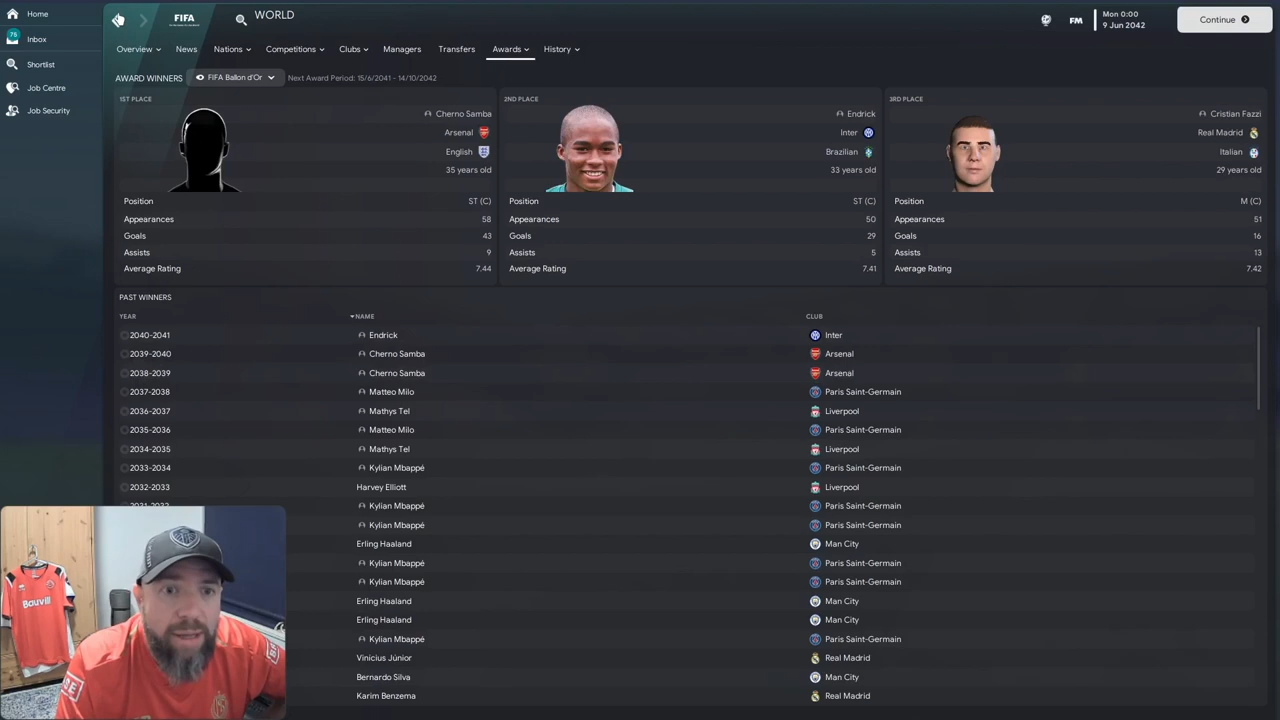 Home
FIFA
WORLD
FM
Mon 0:00
9 Jun 2042
Continue
75
Inbox
Overview
News
Nations
Competitions
Clubs
Managers
Transfers
Awards
History
Shortlist
Job Centre
Job Security
AWARD WINNERS
FIFA Ballon d'Or
Next Award Period: 15/6/2041 - 14/10/2042
1ST PLACE
Cherno Samba
Arsenal
English
35 years old
Position ST (C)
Appearances 58
Goals 43
Assists 9
Average Rating 7.44
2ND PLACE
Endrick
Inter
Brazilian
33 years old
Position ST (C)
Appearances 50
Goals 29
Assists 5
Average Rating 7.41
3RD PLACE
Cristian Fazzi
Real Madrid
Italian
29 years old
Position M (C)
Appearances 51
Goals 16
Assists 13
Average Rating 7.42
PAST WINNERS
YEAR NAME CLUB
2040-2041 Endrick Inter
2039-2040 Cherno Samba Arsenal
2038-2039 Cherno Samba Arsenal
2037-2038 Matteo Milo Paris Saint-Germain
2036-2037 Mathys Tel Liverpool
2035-2036 Matteo Milo Paris Saint-Germain
2034-2035 Mathys Tel Liverpool
2033-2034 Kylian Mbappé Paris Saint-Germain
2032-2033 Harvey Elliott Liverpool
2031-2032 Kylian Mbappé Paris Saint-Germain
Kylian Mbappé Paris Saint-Germain
Erling Haaland Man City
Kylian Mbappé Paris Saint-Germain
Kylian Mbappé Paris Saint-Germain
Erling Haaland Man City
Erling Haaland Man City
Kylian Mbappé Paris Saint-Germain
Vinícius Júnior Real Madrid
Bernardo Silva Man City
Karim Benzema Real Madrid
Bauvill